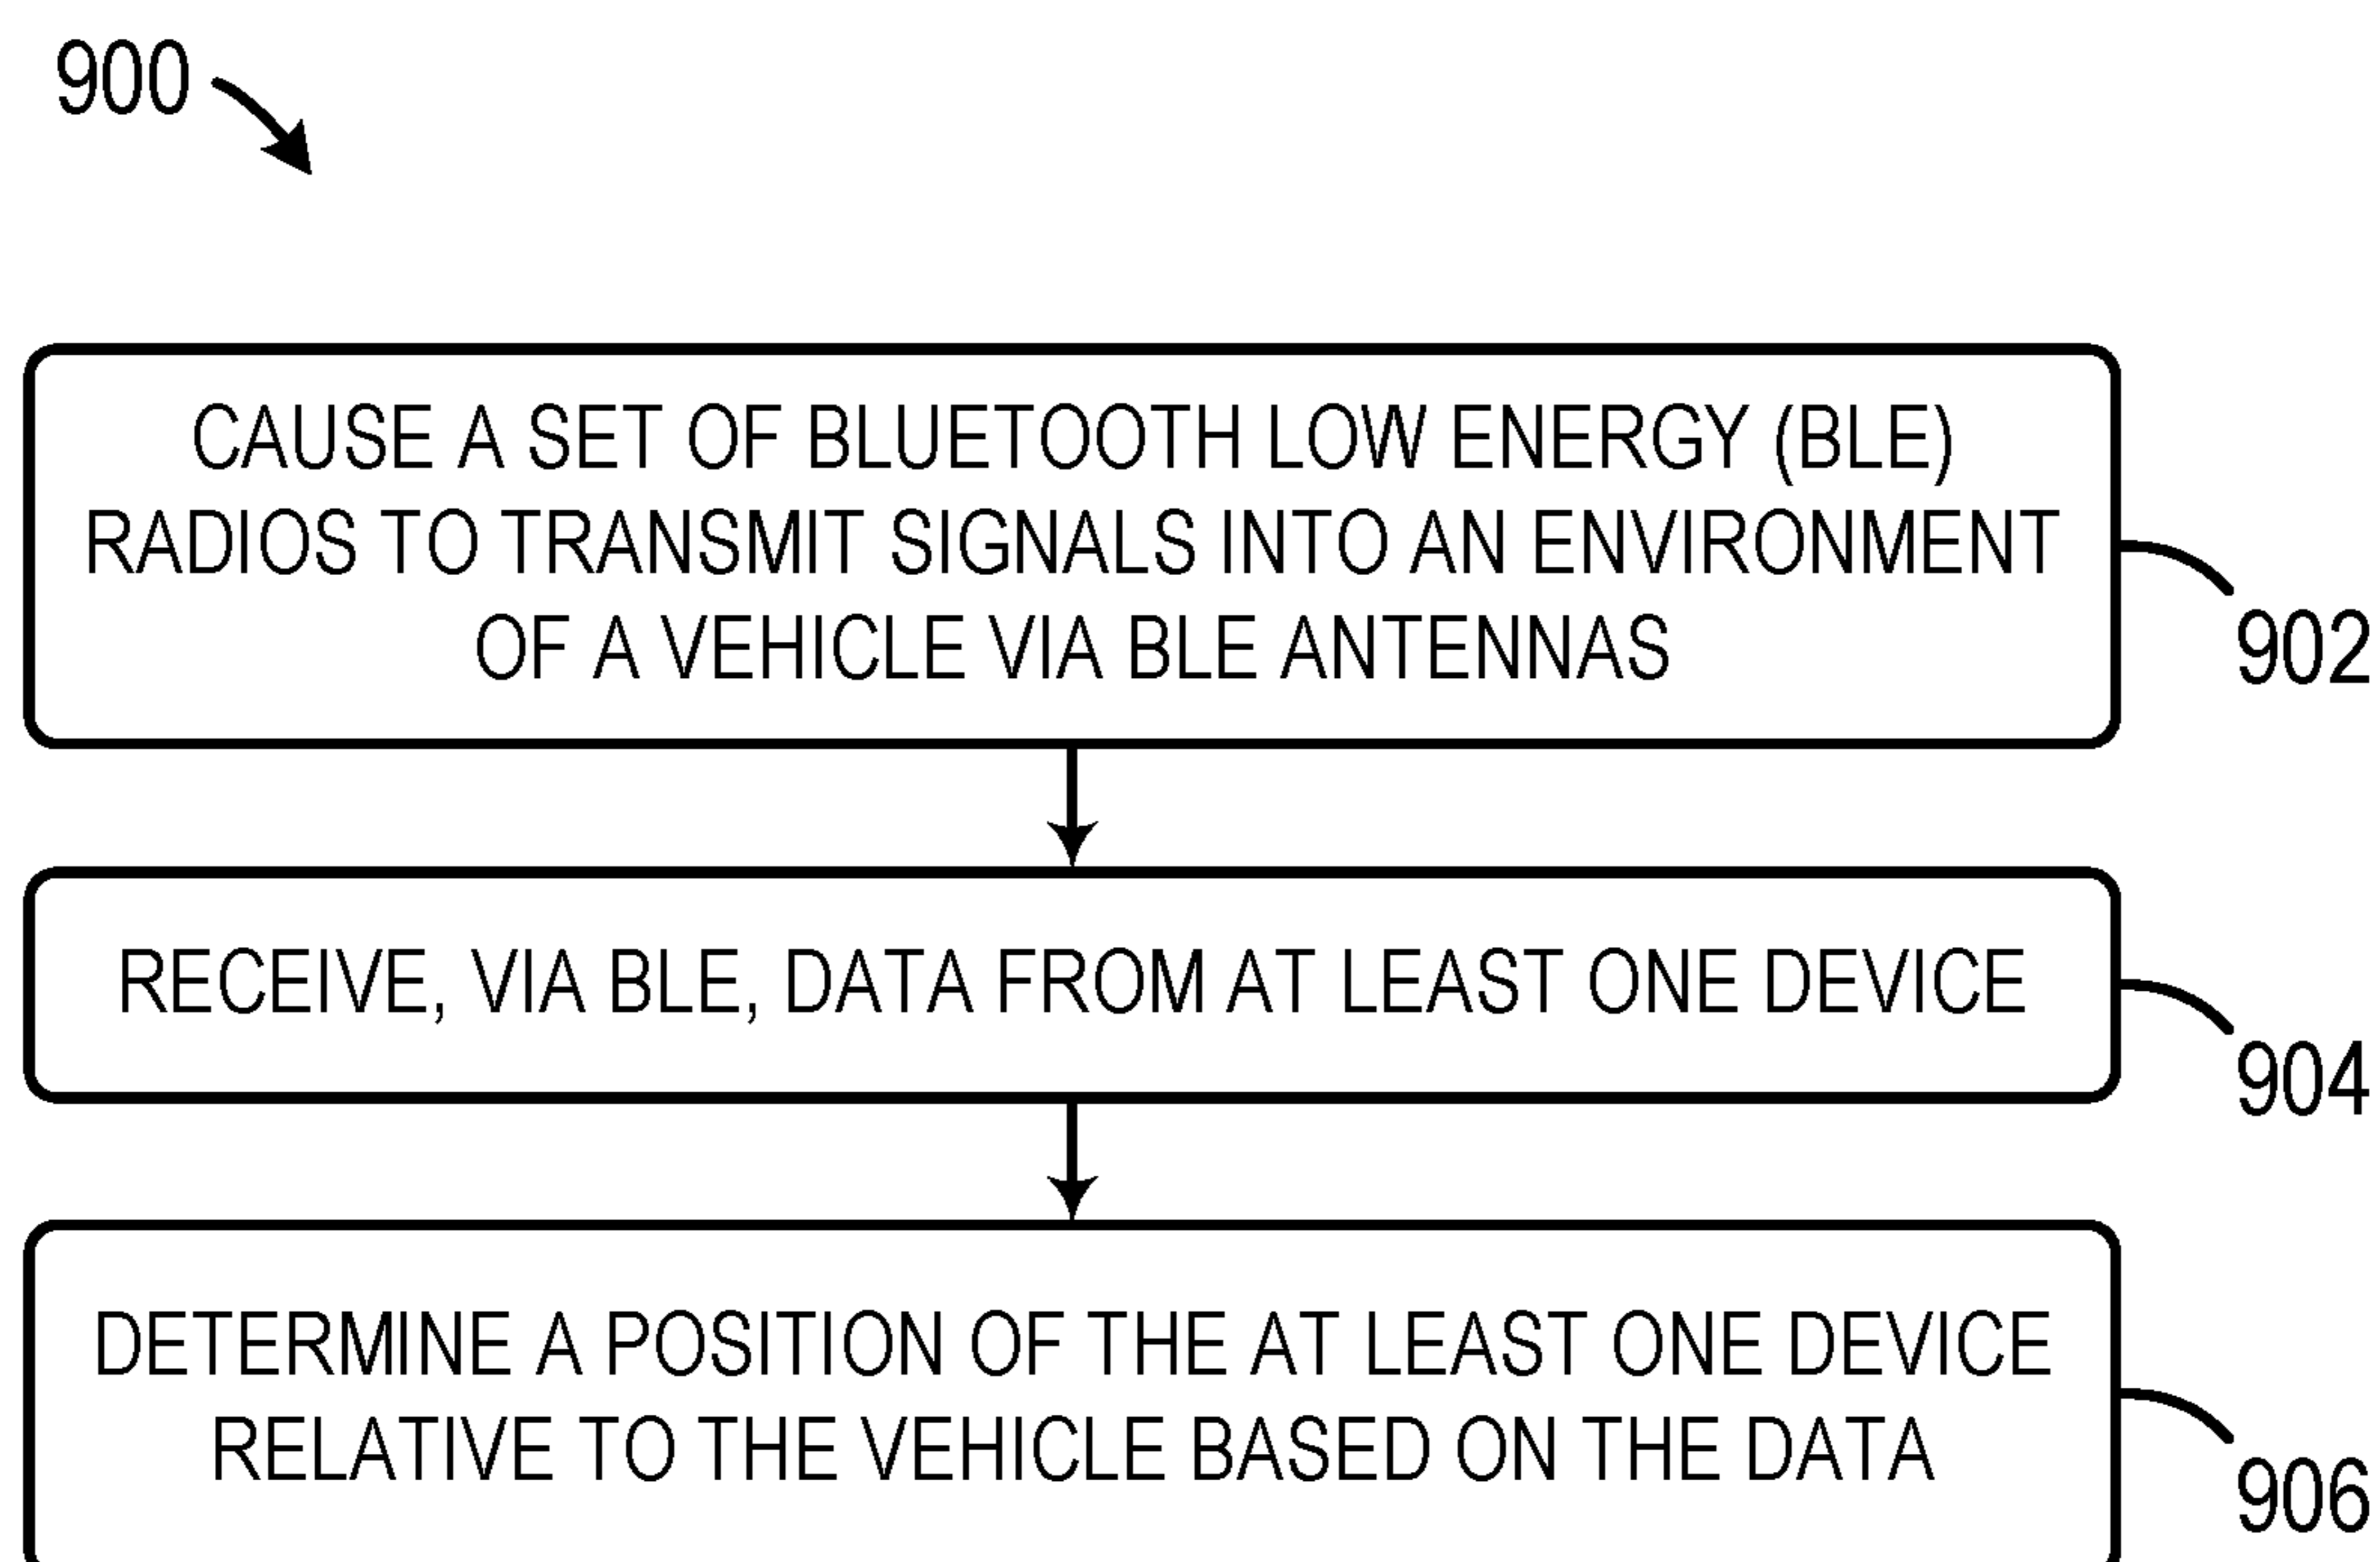 900
CAUSE A SET OF BLUETOOTH LOW ENERGY (BLE)
RADIOS TO TRANSMIT SIGNALS INTO AN ENVIRONMENT
OF A VEHICLE VIA BLE ANTENNAS
902
RECEIVE, VIA BLE, DATA FROM AT LEAST ONE DEVICE
904
DETERMINE A POSITION OF THE AT LEAST ONE DEVICE
RELATIVE TO THE VEHICLE BASED ON THE DATA
906